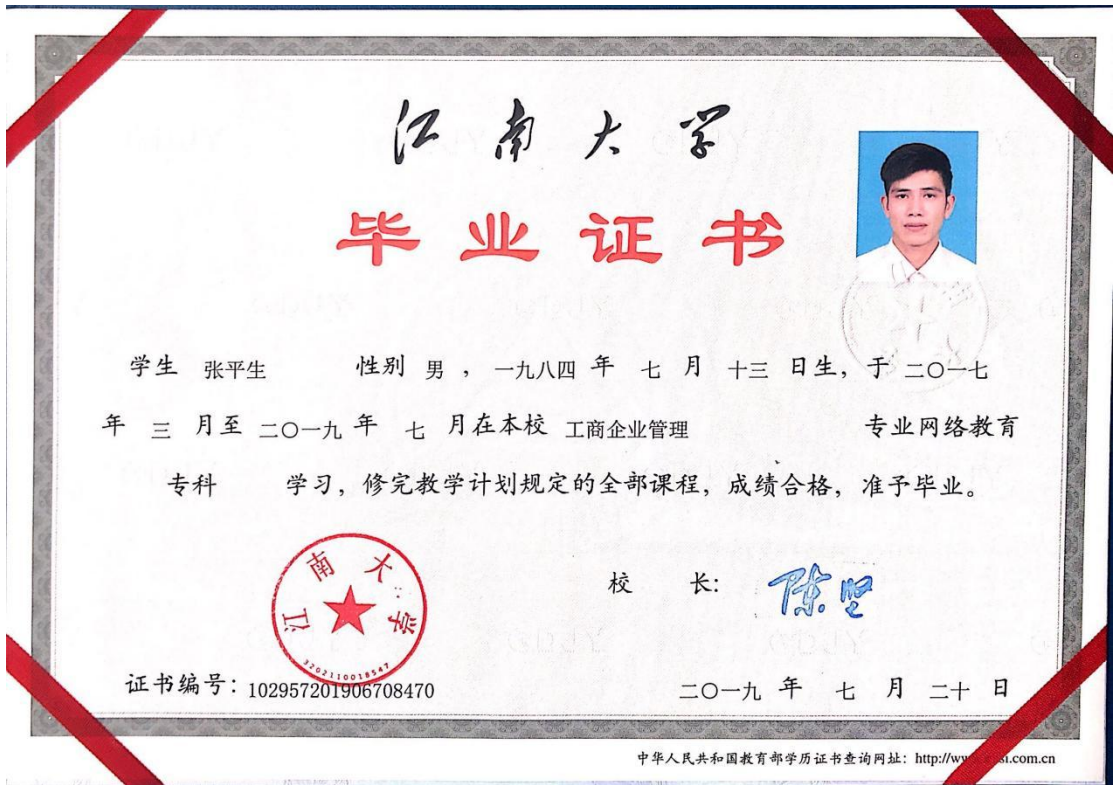 江南大学
毕业证书
学生 张平生 性别 男 ，一九八四 年 七 月 十三 日生，于 二〇一七
年 三 月至 二〇一九 年 七 月在本校 工商企业管理 专业网络教育
专科 学习，修完教学计划规定的全部课程，成绩合格，准予毕业。
江南大学
3202110018547
校 长: 陈坚
证书编号：102957201906708470
二〇一九 年 七 月 二十 日
中华人民共和国教育部学历证书查询网址：http://ww
si.com.cn